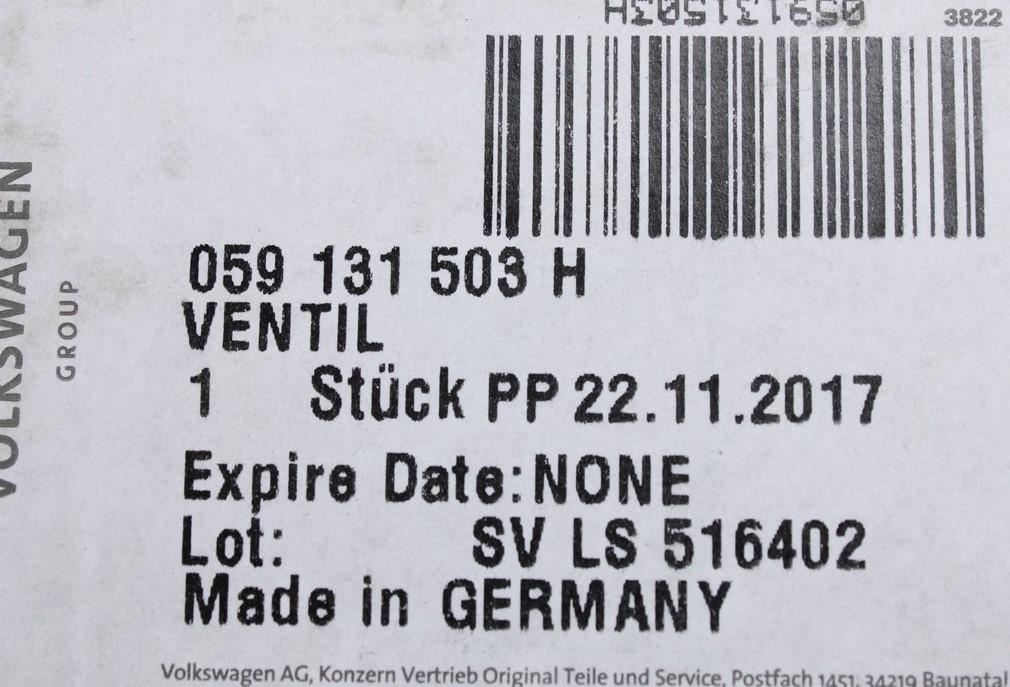 059131503H
3822
059 131 503 H
VENTIL
1 Stück PP 22.11.2017
Expire Date:NONE
Lot: SV LS 516402
Made in GERMANY
Volkswagen AG, Konzern Vertrieb Original Teile und Service, Postfach 1451, 34219 Baunatal
VOLKSWAGEN
GROUP